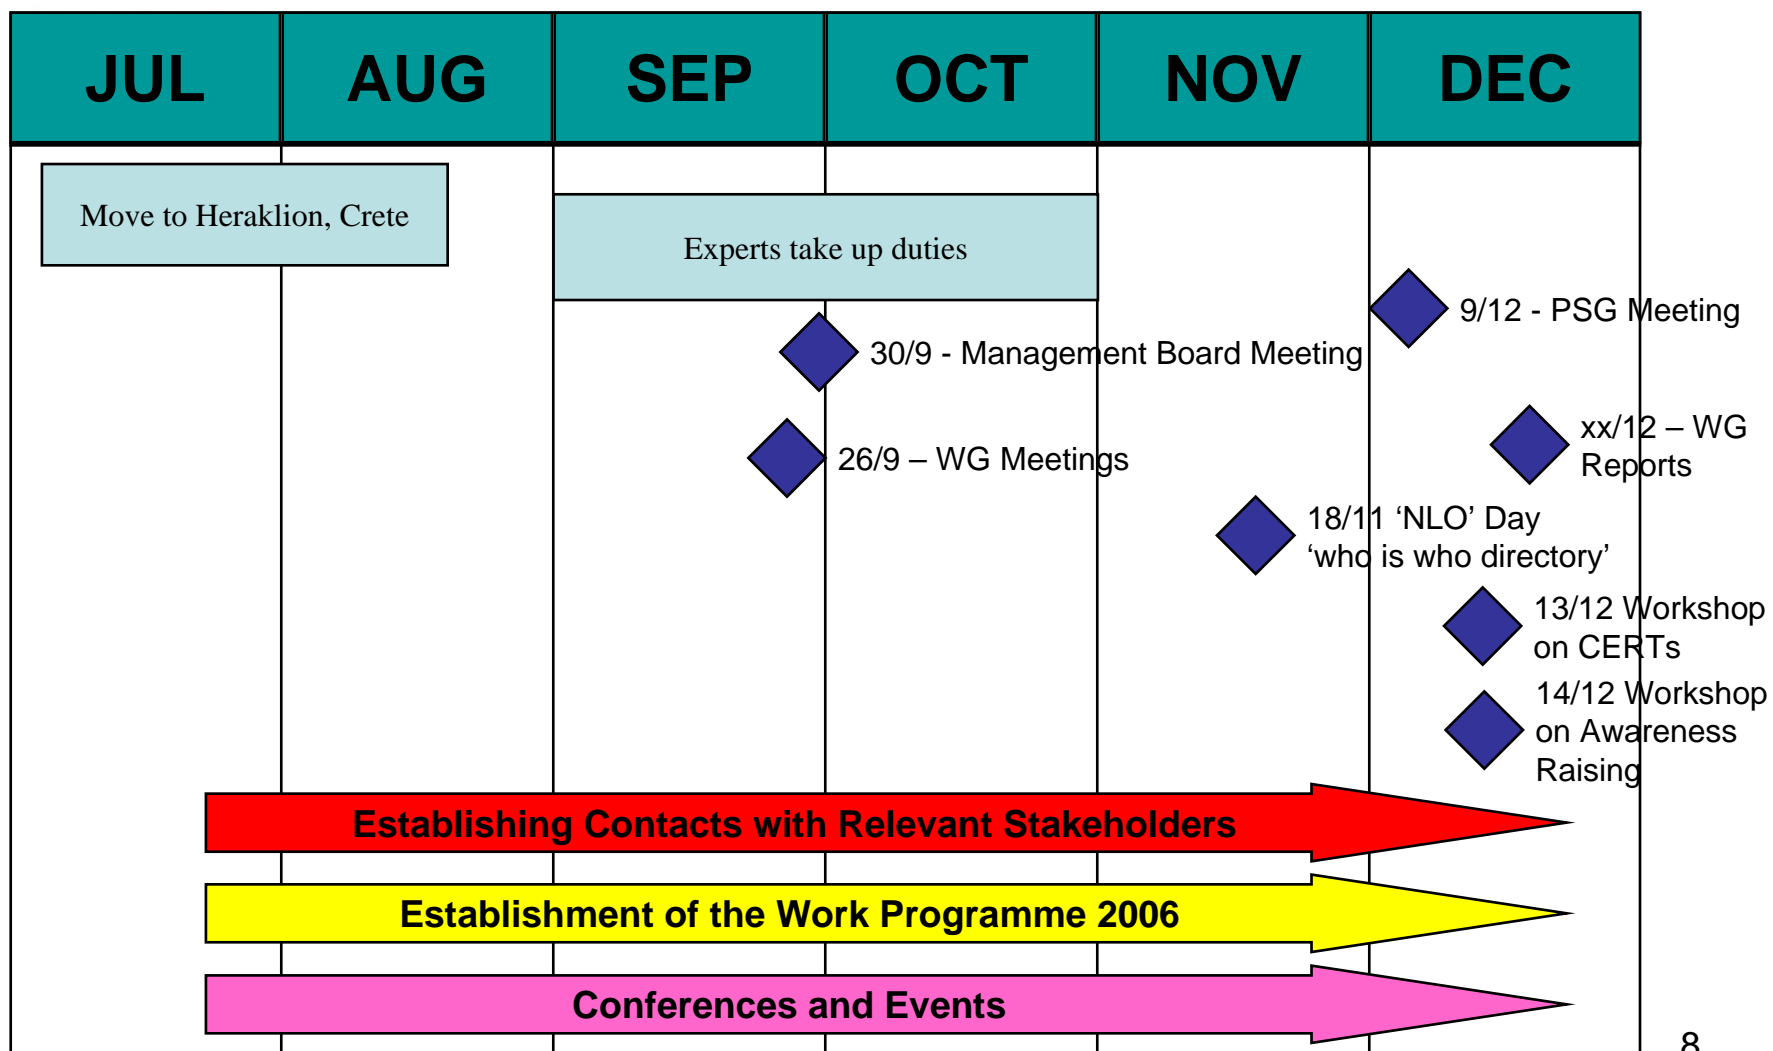 JUL AUG SEP OCT NOV DEC
Move to Heraklion, Crete
Experts take up duties
9/12 - PSG Meeting
30/9 - Management Board Meeting
xx/12 – WG
Reports
26/9 – WG Meetings
18/11 ‘NLO’ Day
‘who is who directory’
13/12 Workshop
on CERTs
14/12 Workshop
on Awareness
Raising
Establishing Contacts with Relevant Stakeholders
Establishment of the Work Programme 2006
Conferences and Events
8